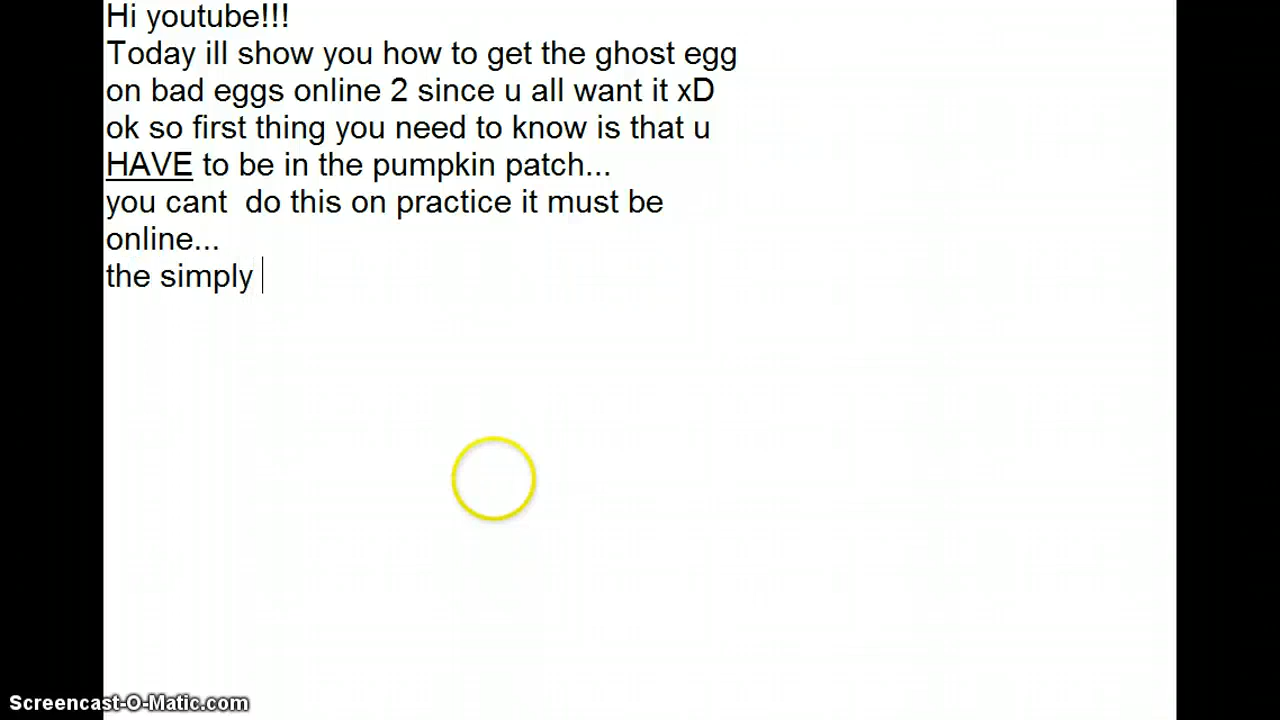 Hi youtube!!!
Today ill show you how to get the ghost egg
on bad eggs online 2 since u all want it xD
ok so first thing you need to know is that u
HAVE to be in the pumpkin patch...
you cant  do this on practice it must be
online...
the simply
Screencast-O-Matic.com